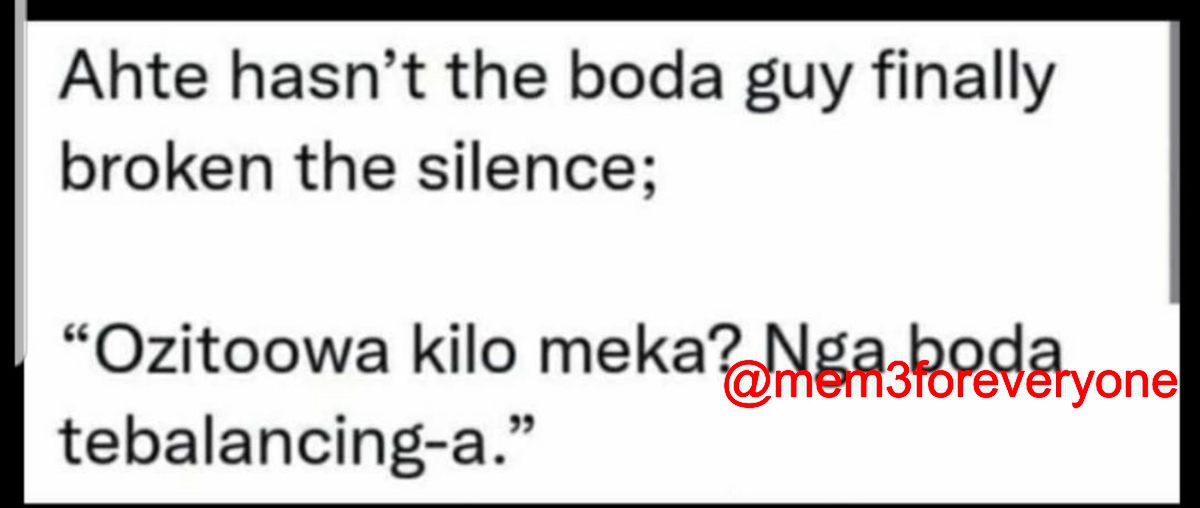 Ahte hasn’t the boda guy finally
broken the silence;
“Ozitoowa kilo meka? Nga boda
@mem3foreveryone
tebalancing-a.”